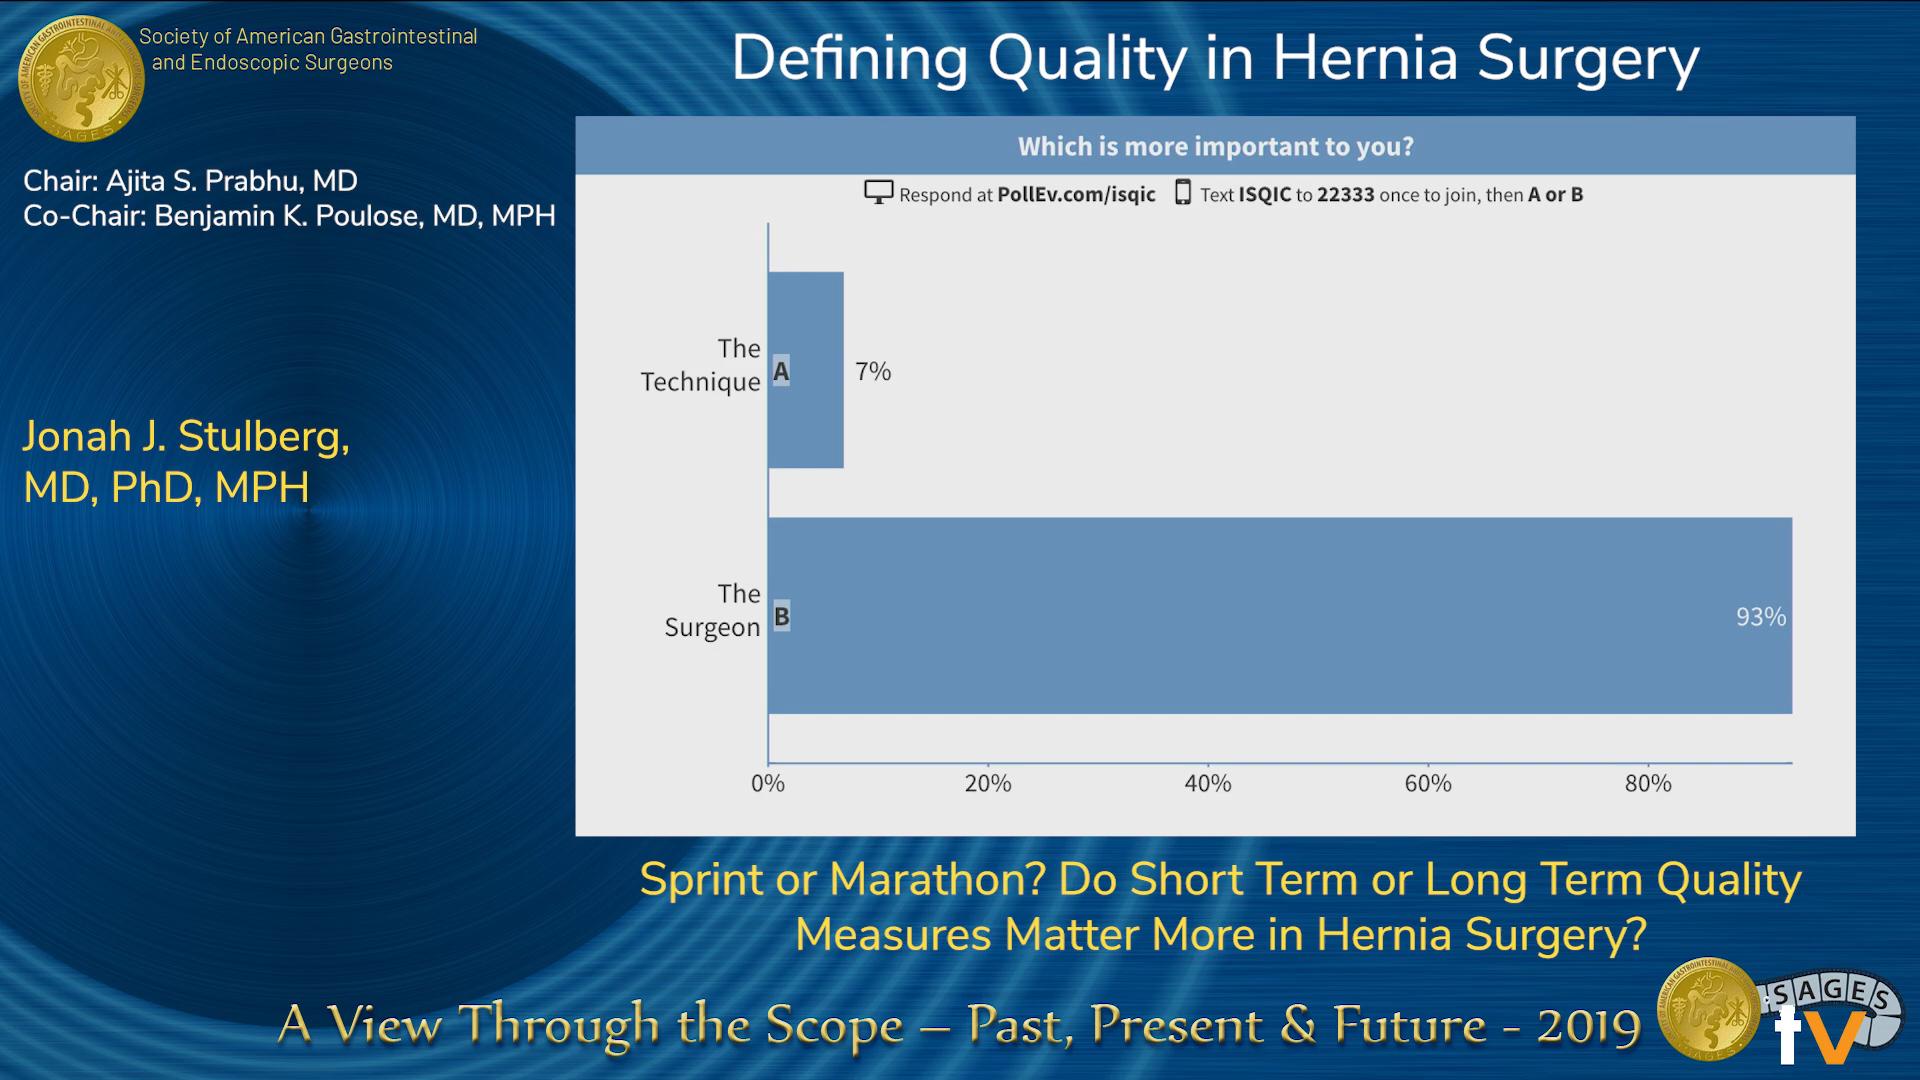 Society of American Gastrointestinal
and Endoscopic Surgeons
Defining Quality in Hernia Surgery
Chair: Ajita S. Prabhu, MD
Co-Chair: Benjamin K. Poulose, MD, MPH
Jonah J. Stulberg,
MD, PhD, MPH
Which is more important to you?
Respond at PollEv.com/isqic Text ISQIC to 22333 once to join, then A or B
The
Technique
A
7%
The
Surgeon
B
93%
0% 20% 40% 60% 80%
Sprint or Marathon? Do Short Term or Long Term Quality
Measures Matter More in Hernia Surgery?
A View Through the Scope – Past, Present & Future - 2019
SAGES
tv
SAGES